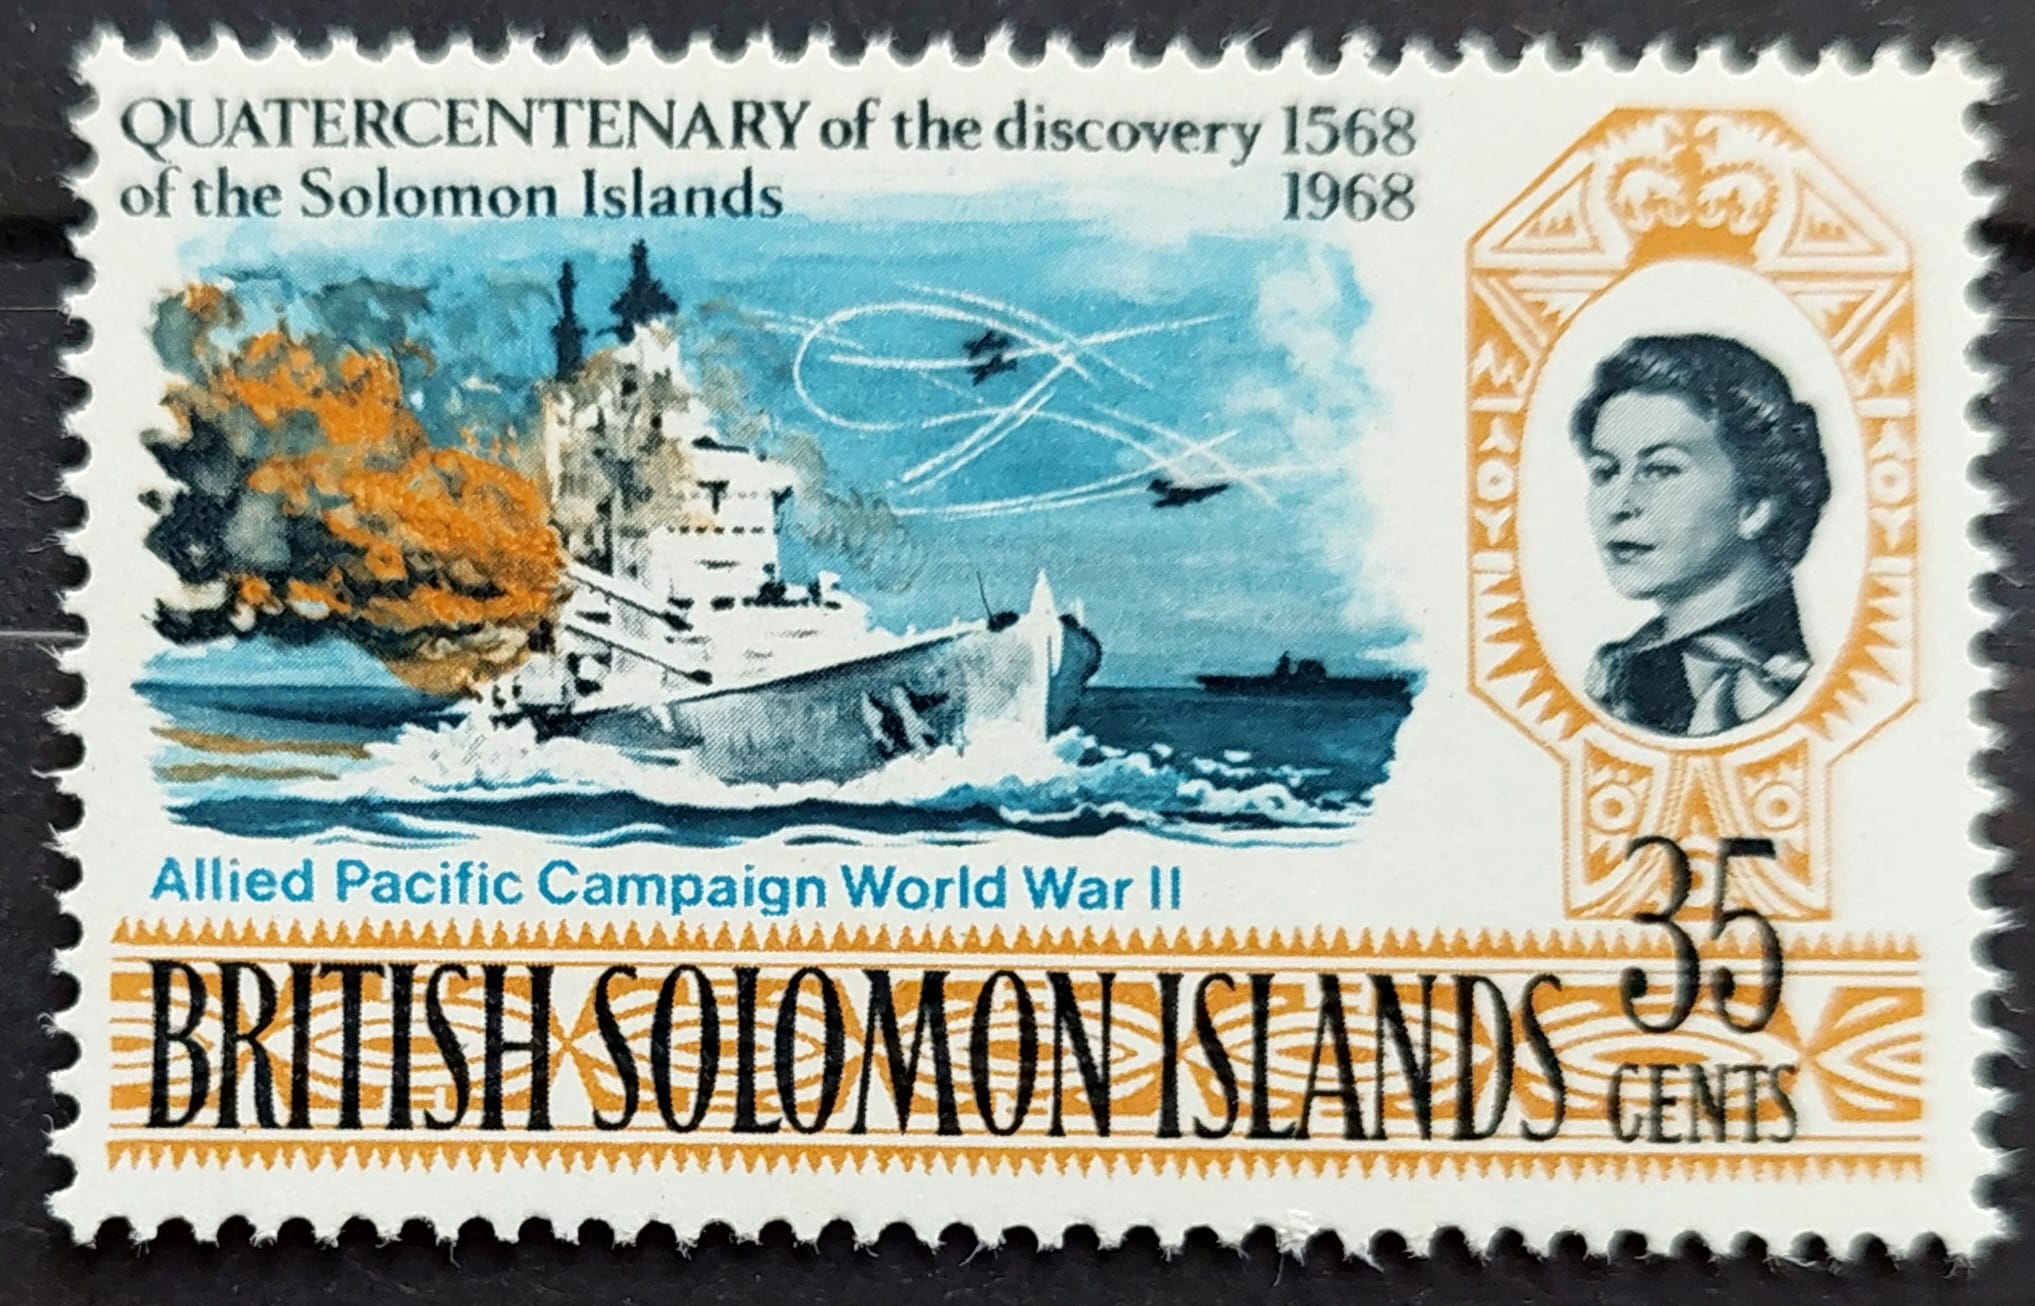 QUATERCENTENARY of the discovery 1568
of the Solomon Islands 1968
Allied Pacific Campaign World War II
BRITISH SOLOMON ISLANDS
35
CENTS